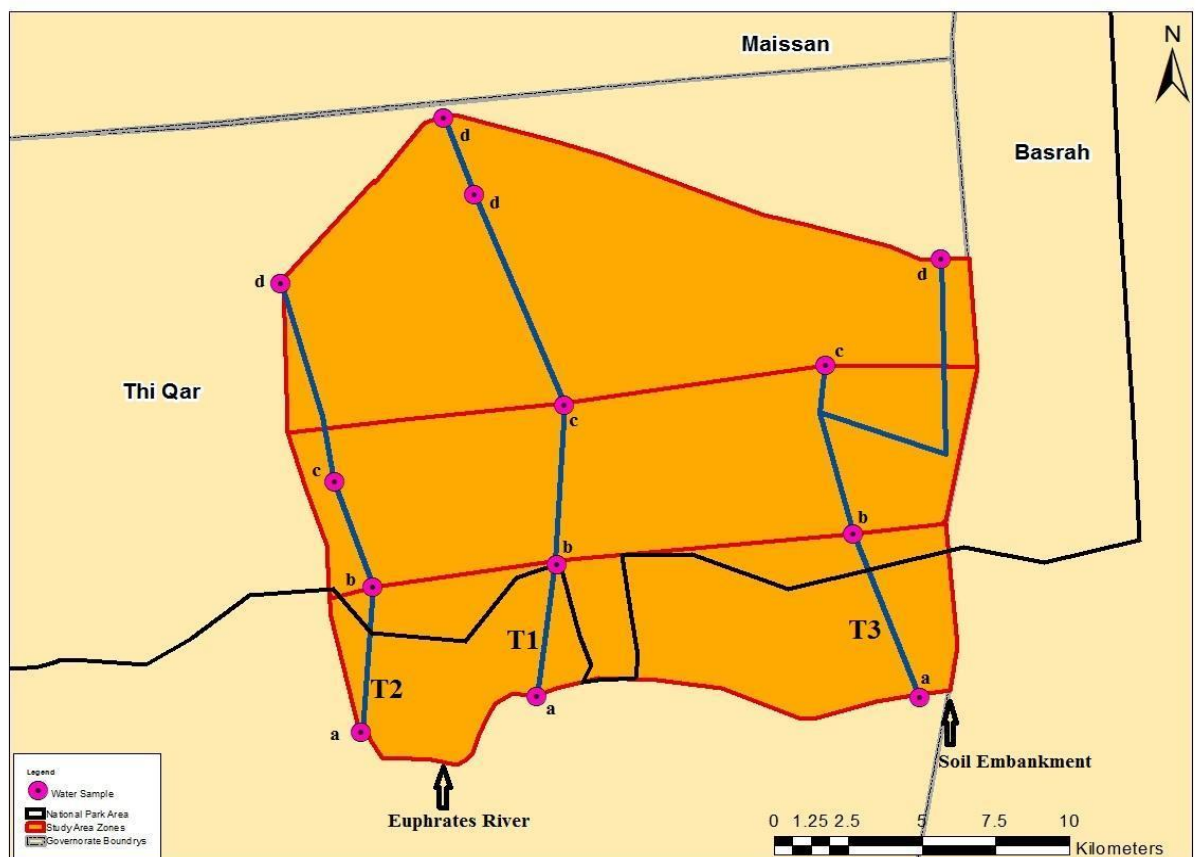 Maissan
N
Basrah
d
d
d
d
Thi Qar
c
c
c
b
b
b
T1
T3
T2
a
a
a
Soil Embankment
Euphrates River
Legend
Water Sample
National Park Area
Study Area Zones
Governorate Boundrys
0 1.25 2.5 5 7.5 10
Kilometers